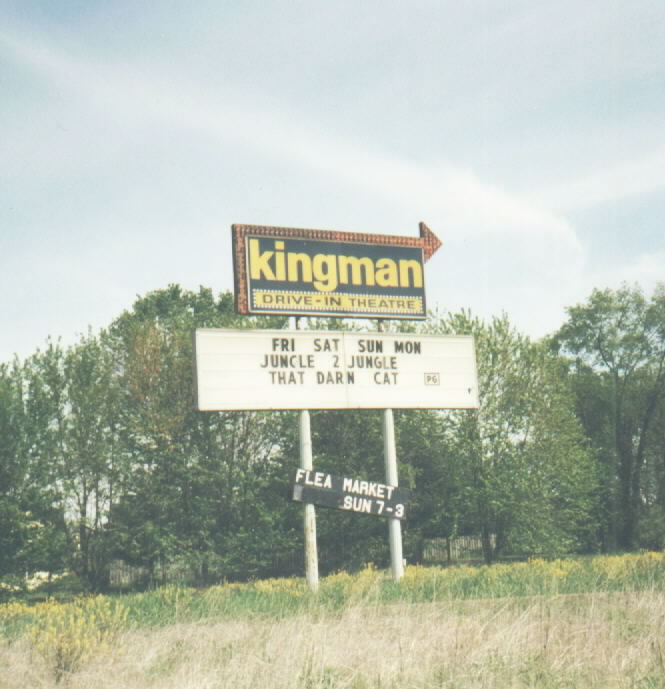 kingman
DRIVE-IN THEATRE
FRI SAT SUN MON
JUNCLE 2 JUNGLE
THAT DARN CAT PG
FLEA MARKET
SUN 7-3